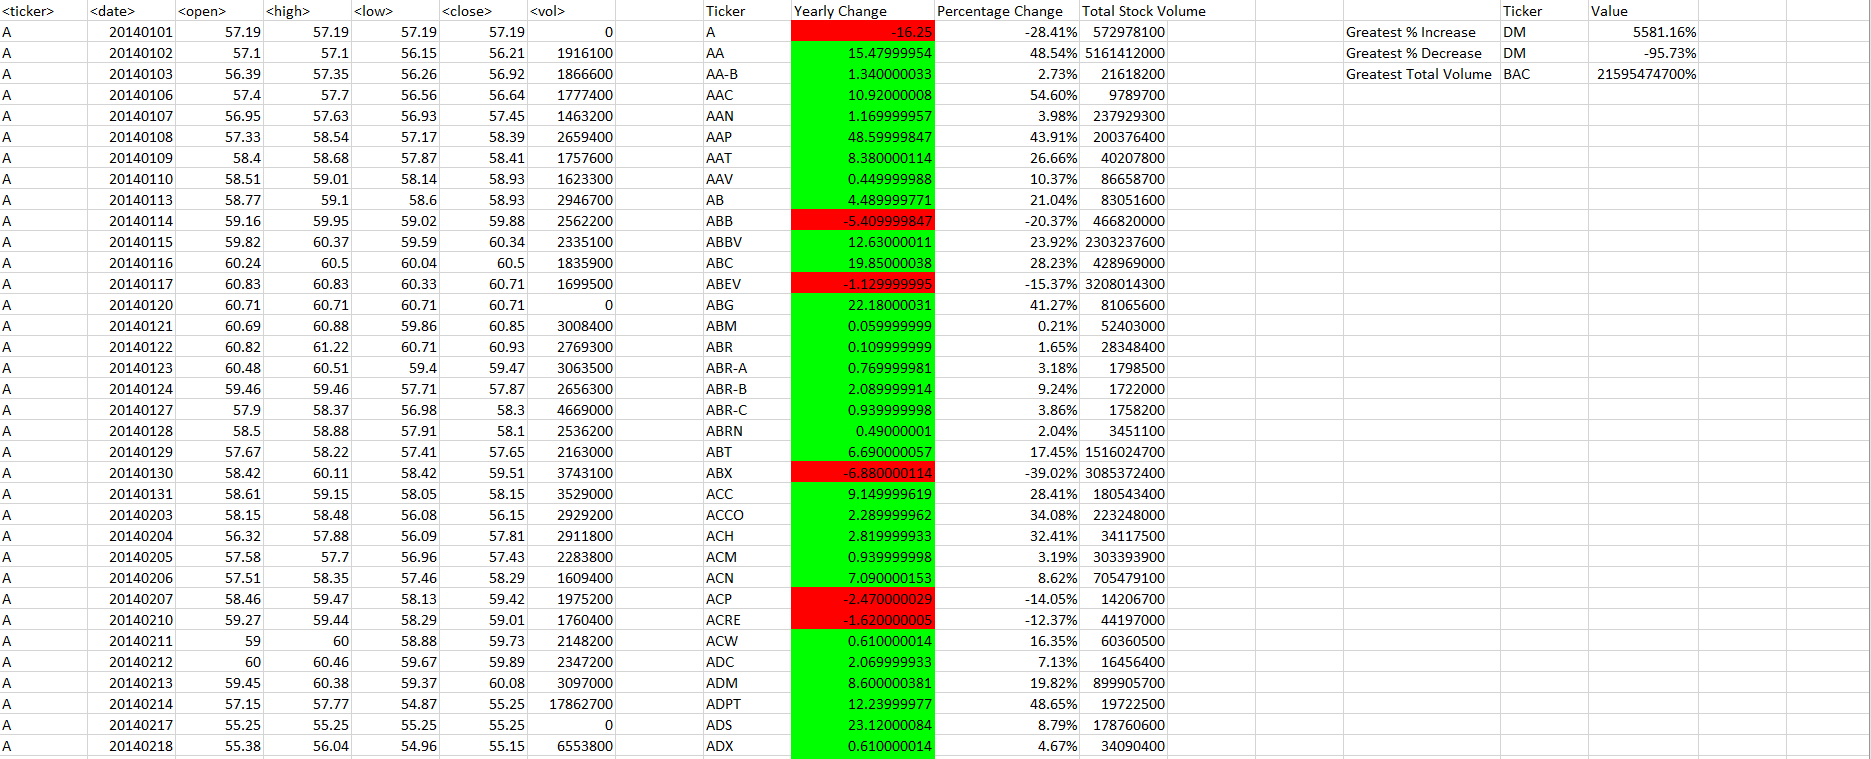 <ticker> <date> <open> <high> <low> <close> <vol> Ticker Yearly Change Percentage Change Total Stock Volume Ticker Value
A 20140101 57.19 57.19 57.19 57.19 0 A -16.25 -28.41% 572978100 Greatest % Increase DM 5581.16%
A 20140102 57.1 57.1 56.15 56.21 1916100 AA 15.47999954 48.54% 5161412000 Greatest % Decrease DM -95.73%
A 20140103 56.39 57.35 56.26 56.92 1866600 AA-B 1.340000033 2.73% 21618200 Greatest Total Volume BAC 21595474700%
A 20140106 57.4 57.7 56.56 56.64 1777400 AAC 10.92000008 54.60% 9789700
A 20140107 56.95 57.63 56.93 57.45 1463200 AAN 1.169999957 3.98% 237929300
A 20140108 57.33 58.54 57.17 58.39 2659400 AAP 48.59999847 43.91% 200376400
A 20140109 58.4 58.68 57.87 58.41 1757600 AAT 8.380000114 26.66% 40207800
A 20140110 58.51 59.01 58.14 58.93 1623300 AAV 0.449999988 10.37% 86658700
A 20140113 58.77 59.1 58.6 58.93 2946700 AB 4.489999771 21.04% 83051600
A 20140114 59.16 59.95 59.02 59.88 2562200 ABB -5.409999847 -20.37% 466820000
A 20140115 59.82 60.37 59.59 60.34 2335100 ABBV 12.63000011 23.92% 2303237600
A 20140116 60.24 60.5 60.04 60.5 1835900 ABC 19.85000038 28.23% 428969000
A 20140117 60.83 60.83 60.33 60.71 1699500 ABEV -1.129999995 -15.37% 3208014300
A 20140120 60.71 60.71 60.71 60.71 0 ABG 22.18000031 41.27% 81065600
A 20140121 60.69 60.88 59.86 60.85 3008400 ABM 0.059999999 0.21% 52403000
A 20140122 60.82 61.22 60.71 60.93 2769300 ABR 0.109999999 1.65% 28348400
A 20140123 60.48 60.51 59.4 59.47 3063500 ABR-A 0.769999981 3.18% 1798500
A 20140124 59.46 59.46 57.71 57.87 2656300 ABR-B 2.089999914 9.24% 1722000
A 20140127 57.9 58.37 56.98 58.3 4669000 ABR-C 0.939999998 3.86% 1758200
A 20140128 58.5 58.88 57.91 58.1 2536200 ABRN 0.49000001 2.04% 3451100
A 20140129 57.67 58.22 57.41 57.65 2163000 ABT 6.690000057 17.45% 1516024700
A 20140130 58.42 60.11 58.42 59.51 3743100 ABX -6.880000114 -39.02% 3085372400
A 20140131 58.61 59.15 58.05 58.15 3529000 ACC 9.149999619 28.41% 180543400
A 20140203 58.15 58.48 56.08 56.15 2929200 ACCO 2.289999962 34.08% 223248000
A 20140204 56.32 57.88 56.09 57.81 2911800 ACH 2.819999933 32.41% 34117500
A 20140205 57.58 57.7 56.96 57.43 2283800 ACM 0.939999998 3.19% 303393900
A 20140206 57.51 58.35 57.46 58.29 1609400 ACN 7.090000153 8.62% 705479100
A 20140207 58.46 59.47 58.13 59.42 1975200 ACP -2.470000029 -14.05% 14206700
A 20140210 59.27 59.44 58.29 59.01 1760400 ACRE -1.620000005 -12.37% 44197000
A 20140211 59 60 58.88 59.73 2148200 ACW 0.610000014 16.35% 60360500
A 20140212 60 60.46 59.67 59.89 2347200 ADC 2.069999933 7.13% 16456400
A 20140213 59.45 60.38 59.37 60.08 3097000 ADM 8.600000381 19.82% 899905700
A 20140214 57.15 57.77 54.87 55.25 17862700 ADPT 12.23999977 48.65% 19722500
A 20140217 55.25 55.25 55.25 55.25 0 ADS 23.12000084 8.79% 178760600
A 20140218 55.38 56.04 54.96 55.15 6553800 ADX 0.610000014 4.67% 34090400